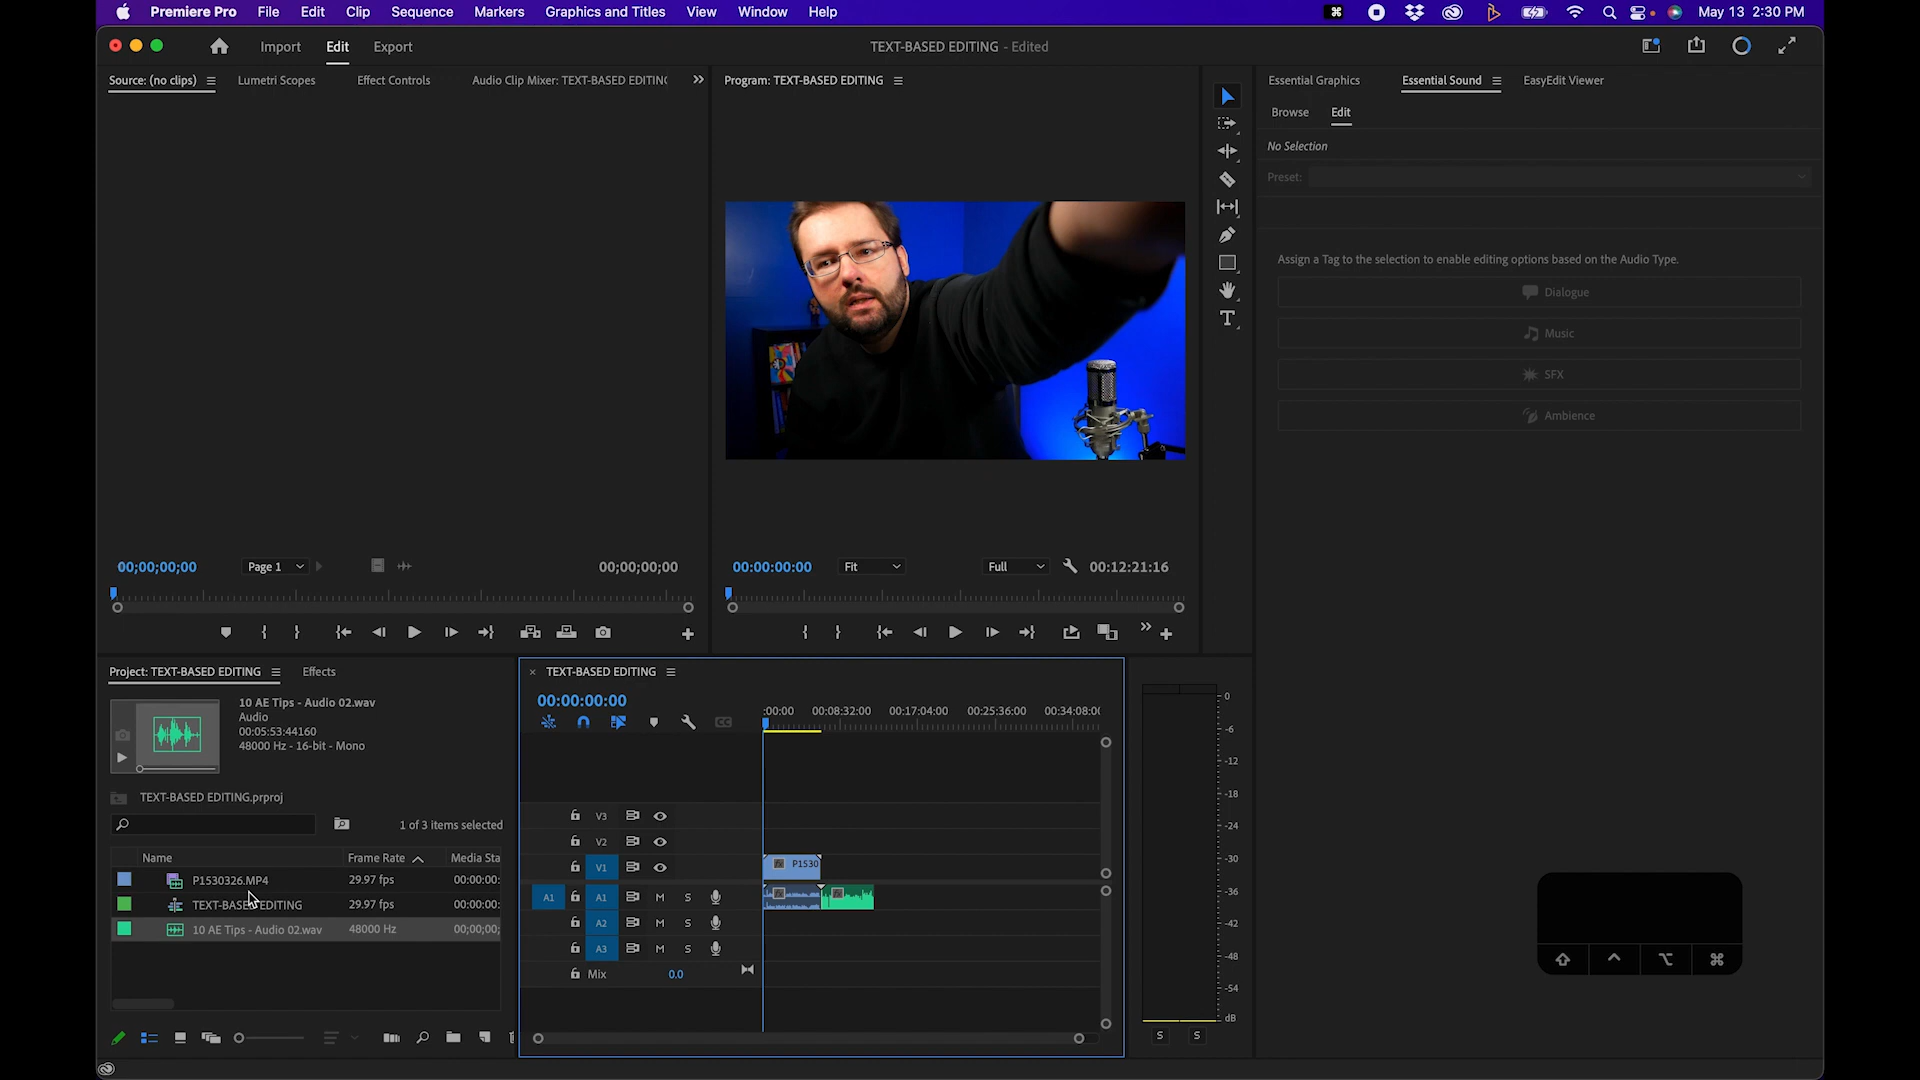 Premiere Pro File Edit Clip Sequence Markers Graphics and Titles View Window Help May 13 2:30 PM
Import Edit Export TEXT-BASED EDITING - Edited
Source: (no clips) Lumetri Scopes Effect Controls Audio Clip Mixer: TEXT-BASED EDITING
Program: TEXT-BASED EDITING
Essential Graphics Essential Sound EasyEdit Viewer
Browse Edit
No Selection
Preset:
Assign a Tag to the selection to enable editing options based on the Audio Type.
Dialogue
Music
SFX
Ambience
00;00;00;00 Page 1 00;00;00;00
00:00:00:00 Fit Full 00:12:21:16
Project: TEXT-BASED EDITING Effects
10 AE Tips - Audio 02.wav
Audio
00:05:53:44160
48000 Hz - 16-bit - Mono
TEXT-BASED EDITING.prproj
1 of 3 items selected
Name Frame Rate Media Sta
P1530326.MP4 29.97 fps 00:00:00:
TEXT-BASED EDITING 29.97 fps 00:00:00:
10 AE Tips - Audio 02.wav 48000 Hz 00;00;00;
× TEXT-BASED EDITING
00:00:00:00
:00:00 00:08:32:00 00:17:04:00 00:25:36:00 00:34:08:00
CC
V3
V2
V1 P1530
A1 A1 M S
A2 M S
A3 M S
Mix 0.0
0
-6
-12
-18
-24
-30
-36
-42
-48
-54
dB
S S